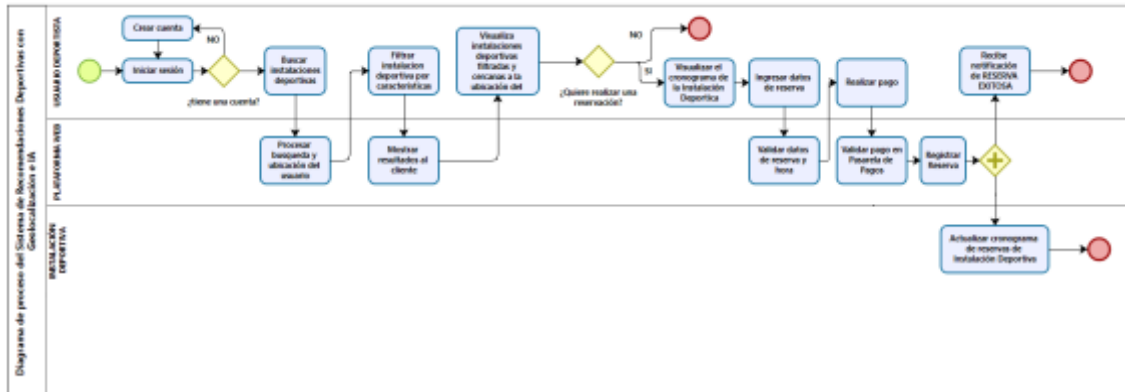 Diagrama de proceso del Sistema de Recomendaciones Deportivas con
Geolocalización e IA
USUARIO DEPORTISTA
Crear cuenta
NO
Iniciar sesión
¿tiene una cuenta?
Buscar
instalaciones
deportivas
Filtrar
instalacion
deportiva por
características
Visualiza
instalaciones
deportivas
filtradas y
cercanas a la
ubicación del
NO
SI
¿Quiere realizar una
reservación?
Visualizar el
cronograma de
la Instalación
Deportica
Ingresar datos
de reserva
Realizar pago
Recibe
notificación
de RESERVA
EXITOSA
PLATAFORMA WEB
Procesar
busqueda y
ubicación del
usuario
Mostrar
resultados al
cliente
Validar datos
de reserva y
hora
Validar pago en
Pasarela de
Pagos
Registrar
Reserva
INSTALACIÓN
DEPORTIVA
Actualizar cronograma
de reservas de
Instalación Deportiva